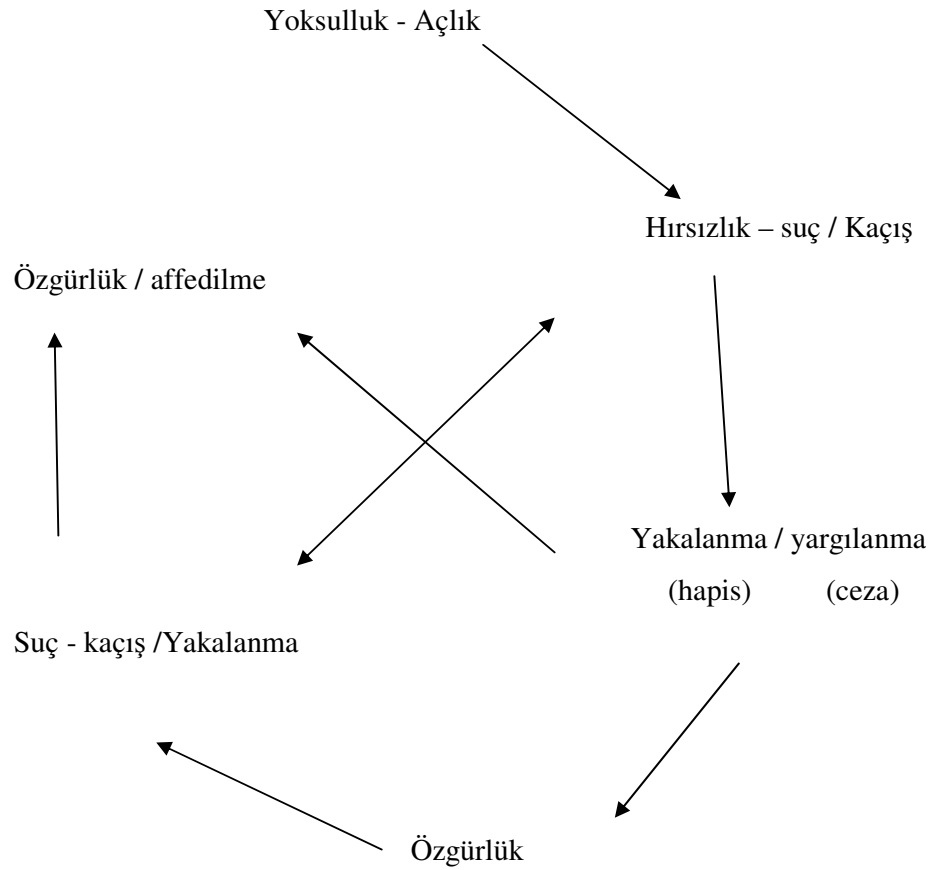 Yoksulluk - Açlık
Hırsızlık – suç / Kaçış
Özgürlük / affedilme
Yakalanma / yargılanma
(hapis) (ceza)
Suç - kaçış /Yakalanma
Özgürlük